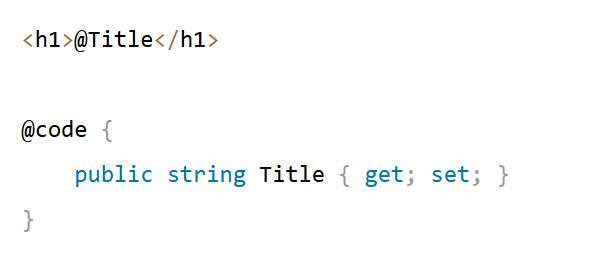 <h1>@Title</h1>
@code {
    public string Title { get; set; }
}